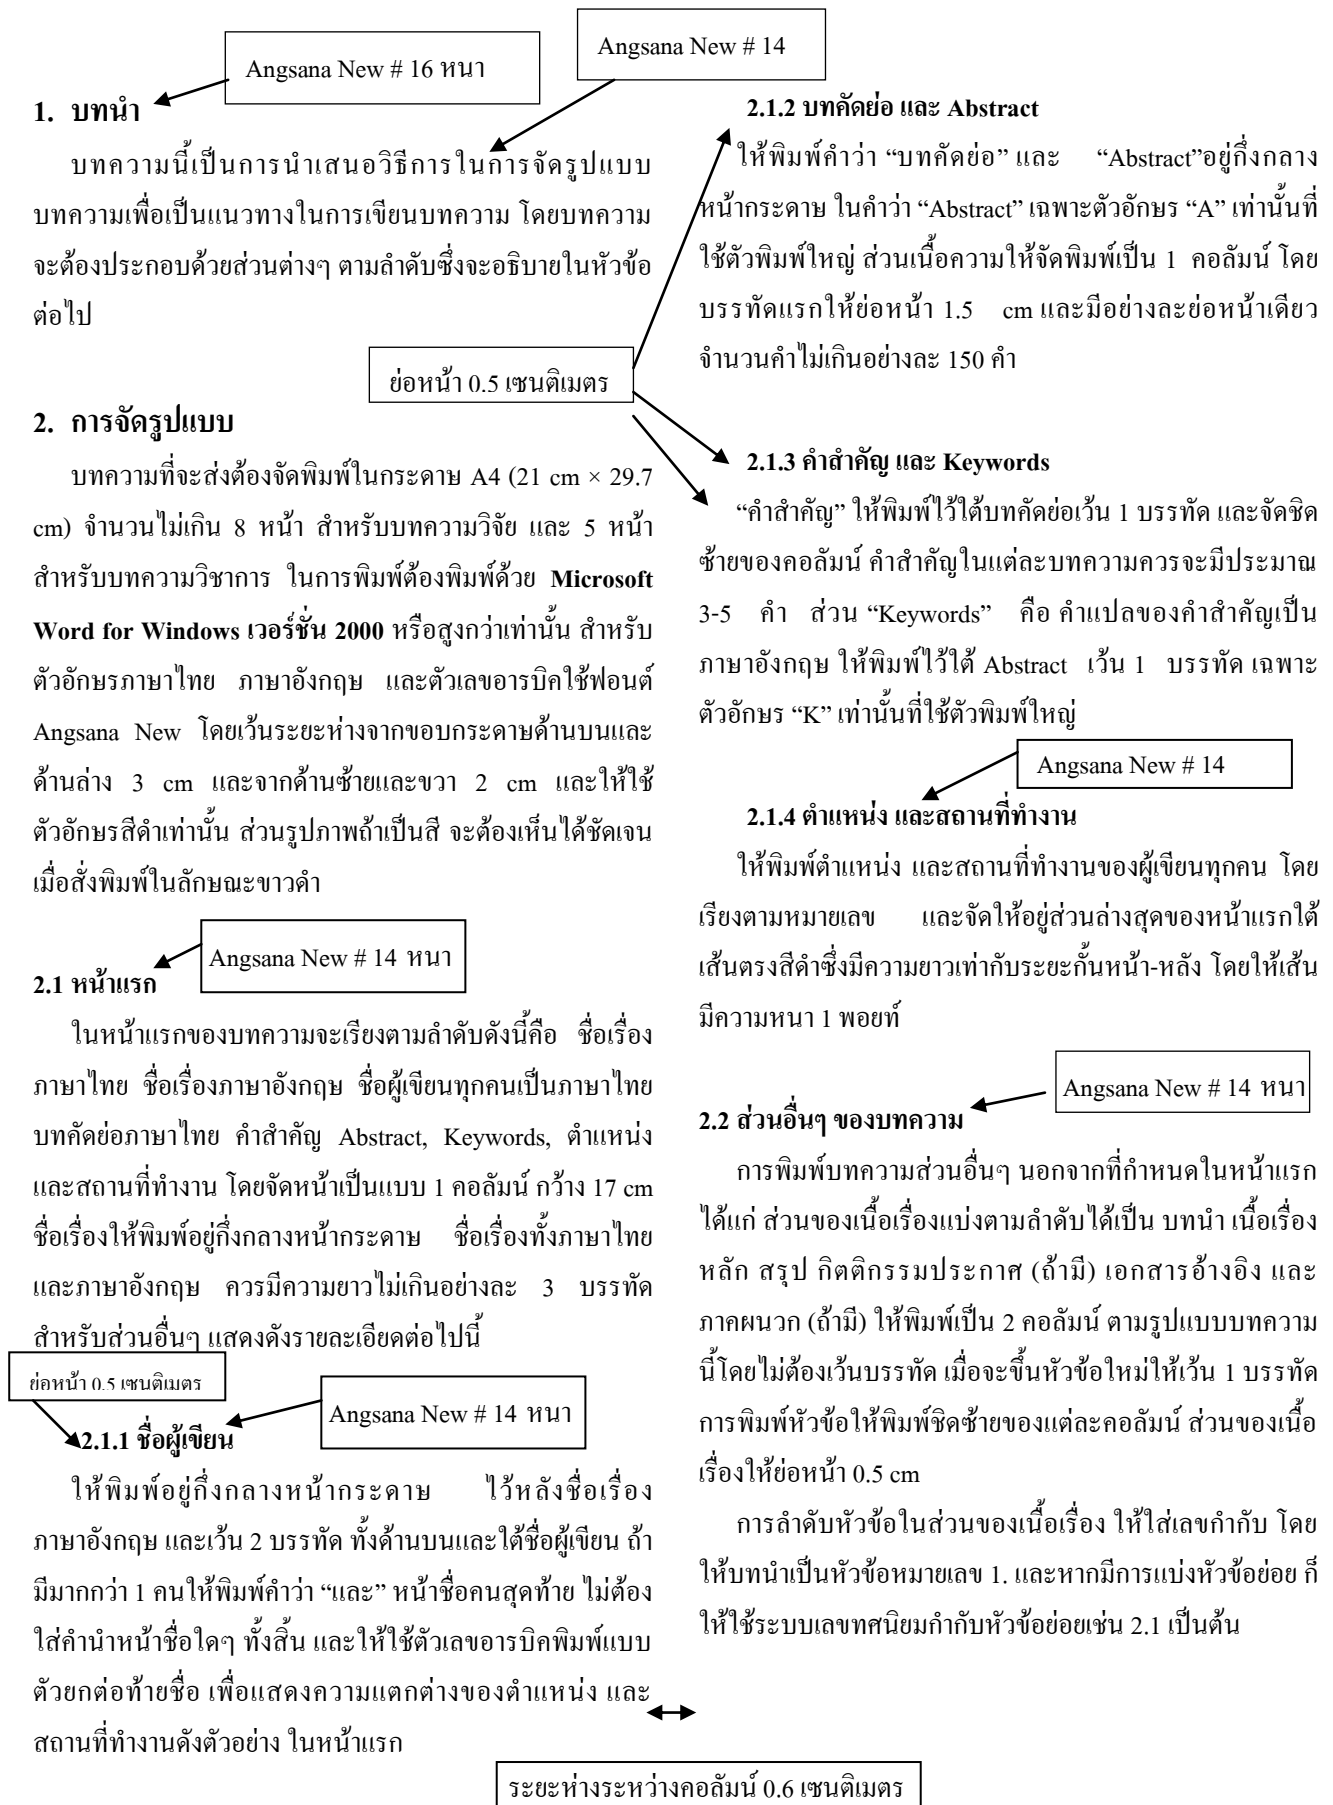 Angsana New # 16 หนา
Angsana New # 14
1. บทนำ
บทความนี้เป็นการนำเสนอวิธีการในการจัดรูปแบบ
บทความเพื่อเป็นแนวทางในการเขียนบทความ โดยบทความ
จะต้องประกอบด้วยส่วนต่างๆ ตามลำดับซึ่งจะอธิบายในหัวข้อ
ต่อไป
ย่อหน้า 0.5 เซนติเมตร
2. การจัดรูปแบบ
บทความที่จะส่งต้องจัดพิมพ์ในกระดาษ A4 (21 cm × 29.7
cm) จำนวนไม่เกิน 8 หน้า สำหรับบทความวิจัย และ 5 หน้า
สำหรับบทความวิชาการ ในการพิมพ์ต้องพิมพ์ด้วย Microsoft
Word for Windows เวอร์ชั่น 2000 หรือสูงกว่าเท่านั้น สำหรับ
ตัวอักษรภาษาไทย ภาษาอังกฤษ และตัวเลขอารบิคใช้ฟอนต์
Angsana New โดยเว้นระยะห่างจากขอบกระดาษด้านบนและ
ด้านล่าง 3 cm และจากด้านซ้ายและขวา 2 cm และให้ใช้
ตัวอักษรสีดำเท่านั้น ส่วนรูปภาพถ้าเป็นสี จะต้องเห็นได้ชัดเจน
เมื่อสั่งพิมพ์ในลักษณะขาวดำ
Angsana New # 14 หนา
2.1 หน้าแรก
ในหน้าแรกของบทความจะเรียงตามลำดับดังนี้คือ ชื่อเรื่อง
ภาษาไทย ชื่อเรื่องภาษาอังกฤษ ชื่อผู้เขียนทุกคนเป็นภาษาไทย
บทคัดย่อภาษาไทย คำสำคัญ Abstract, Keywords, ตำแหน่ง
และสถานที่ทำงาน โดยจัดหน้าเป็นแบบ 1 คอลัมน์ กว้าง 17 cm
ชื่อเรื่องให้พิมพ์อยู่กึ่งกลางหน้ากระดาษ ชื่อเรื่องทั้งภาษาไทย
และภาษาอังกฤษ ควรมีความยาวไม่เกินอย่างละ 3 บรรทัด
สำหรับส่วนอื่นๆ แสดงดังรายละเอียดต่อไปนี้
ย่อหน้า 0.5 เซนติเมตร
Angsana New # 14 หนา
2.1.1 ชื่อผู้เขียน
ให้พิมพ์อยู่กึ่งกลางหน้ากระดาษ ไว้หลังชื่อเรื่อง
ภาษาอังกฤษ และเว้น 2 บรรทัด ทั้งด้านบนและใต้ชื่อผู้เขียน ถ้า
มีมากกว่า 1 คนให้พิมพ์คำว่า “และ” หน้าชื่อคนสุดท้าย ไม่ต้อง
ใส่คำนำหน้าชื่อใดๆ ทั้งสิ้น และให้ใช้ตัวเลขอารบิคพิมพ์แบบ
ตัวยกต่อท้ายชื่อ เพื่อแสดงความแตกต่างของตำแหน่ง และ
สถานที่ทำงานดังตัวอย่าง ในหน้าแรก
2.1.2 บทคัดย่อ และ Abstract
ให้พิมพ์คำว่า “บทคัดย่อ” และ “Abstract”อยู่กึ่งกลาง
หน้ากระดาษ ในคำว่า “Abstract” เฉพาะตัวอักษร “A” เท่านั้นที่
ใช้ตัวพิมพ์ใหญ่ ส่วนเนื้อความให้จัดพิมพ์เป็น 1 คอลัมน์ โดย
บรรทัดแรกให้ย่อหน้า 1.5 cm และมีอย่างละย่อหน้าเดียว
จำนวนคำไม่เกินอย่างละ 150 คำ
2.1.3 คำสำคัญ และ Keywords
“คำสำคัญ” ให้พิมพ์ไว้ใต้บทคัดย่อเว้น 1 บรรทัด และจัดชิด
ซ้ายของคอลัมน์ คำสำคัญในแต่ละบทความควรจะมีประมาณ
3-5 คำ ส่วน “Keywords” คือ คำแปลของคำสำคัญเป็น
ภาษาอังกฤษ ให้พิมพ์ไว้ใต้ Abstract เว้น 1 บรรทัด เฉพาะ
ตัวอักษร “K” เท่านั้นที่ใช้ตัวพิมพ์ใหญ่
Angsana New # 14
2.1.4 ตำแหน่ง และสถานที่ทำงาน
ให้พิมพ์ตำแหน่ง และสถานที่ทำงานของผู้เขียนทุกคน โดย
เรียงตามหมายเลข และจัดให้อยู่ส่วนล่างสุดของหน้าแรกใต้
เส้นตรงสีดำซึ่งมีความยาวเท่ากับระยะกั้นหน้า-หลัง โดยให้เส้น
มีความหนา 1 พอยท์
Angsana New # 14 หนา
2.2 ส่วนอื่นๆ ของบทความ
การพิมพ์บทความส่วนอื่นๆ นอกจากที่กำหนดในหน้าแรก
ได้แก่ ส่วนของเนื้อเรื่องแบ่งตามลำดับได้เป็น บทนำ เนื้อเรื่อง
หลัก สรุป กิตติกรรมประกาศ (ถ้ามี) เอกสารอ้างอิง และ
ภาคผนวก (ถ้ามี) ให้พิมพ์เป็น 2 คอลัมน์ ตามรูปแบบบทความ
นี้โดยไม่ต้องเว้นบรรทัด เมื่อจะขึ้นหัวข้อใหม่ให้เว้น 1 บรรทัด
การพิมพ์หัวข้อให้พิมพ์ชิดซ้ายของแต่ละคอลัมน์ ส่วนของเนื้อ
เรื่องให้ย่อหน้า 0.5 cm
การลำดับหัวข้อในส่วนของเนื้อเรื่อง ให้ใส่เลขกำกับ โดย
ให้บทนำเป็นหัวข้อหมายเลข 1. และหากมีการแบ่งหัวข้อย่อย ก็
ให้ใช้ระบบเลขทศนิยมกำกับหัวข้อย่อยเช่น 2.1 เป็นต้น
ระยะห่างระหว่างคอลัมน์ 0.6 เซนติเมตร